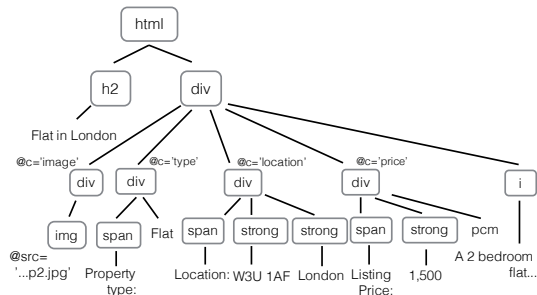 html
h2
div
Flat in London
@c='image'
@c='type'
@c='location'
@c='price'
div
div
div
div
i
img
span
Flat
span
strong
strong
span
strong
pcm
@src=
'...p2.jpg'
Property
type:
Location:
W3U 1AF
London
Listing
Price:
1,500
A 2 bedroom
flat...